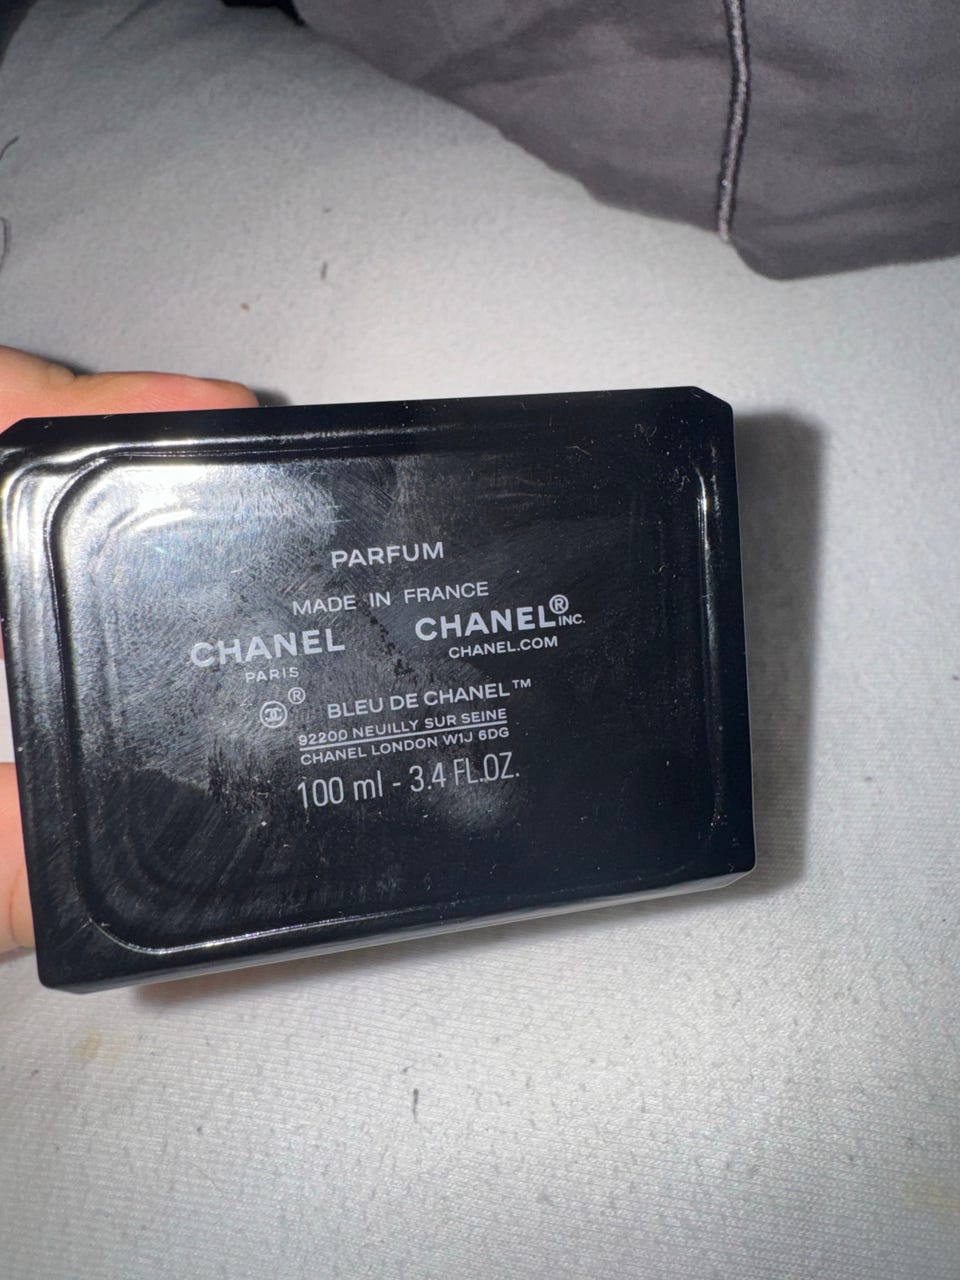 PARFUM
MADE IN FRANCE
CHANEL CHANEL® INC.
PARIS CHANEL.COM
® BLEU DE CHANEL™
92200 NEUILLY SUR SEINE
CHANEL LONDON W1J 6DG
100 ml - 3.4 FL.OZ.